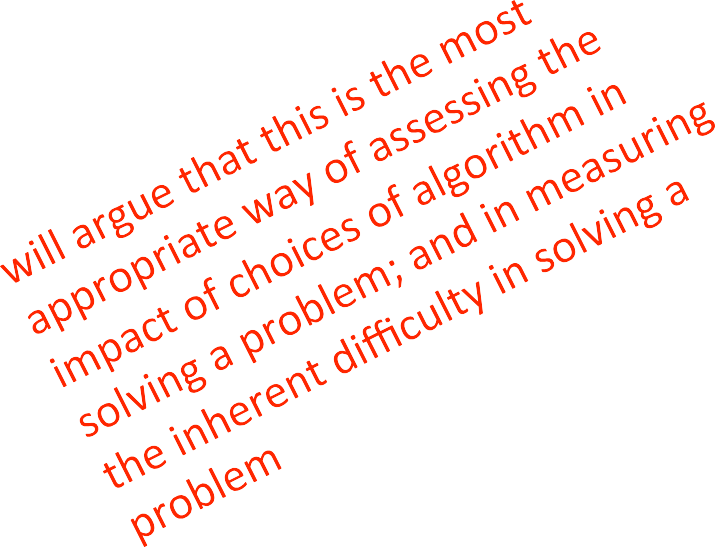 will argue that this is the most
appropriate way of assessing the
impact of choices of algorithm in
solving a problem; and in measuring
the inherent difficulty in solving a
problem